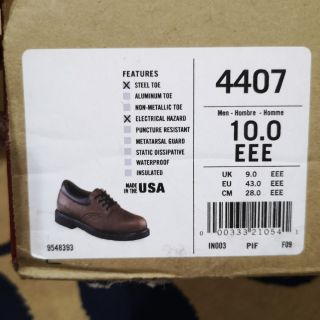 FEATURES
STEEL TOE
ALUMINUM TOE
NON-METALLIC TOE
ELECTRICAL HAZARD
PUNCTURE RESISTANT
METATARSAL GUARD
STATIC DISSIPATIVE
WATERPROOF
INSULATED
MADE IN THE USA
9548393
4407
Men - Hombre - Homme
10.0
EEE
UK 9.0 EEE
EU 43.0 EEE
CM 28.0 EEE
0 00333 21054 1
IN003 PIF F09